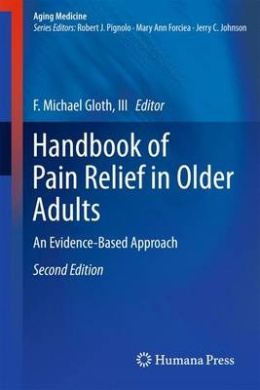 Aging Medicine
Series Editors: Robert J. Pignolo · Mary Ann Forciea · Jerry C. Johnson
F. Michael Gloth, III Editor
Handbook of
Pain Relief in Older
Adults
An Evidence-Based Approach
Second Edition
Humana Press